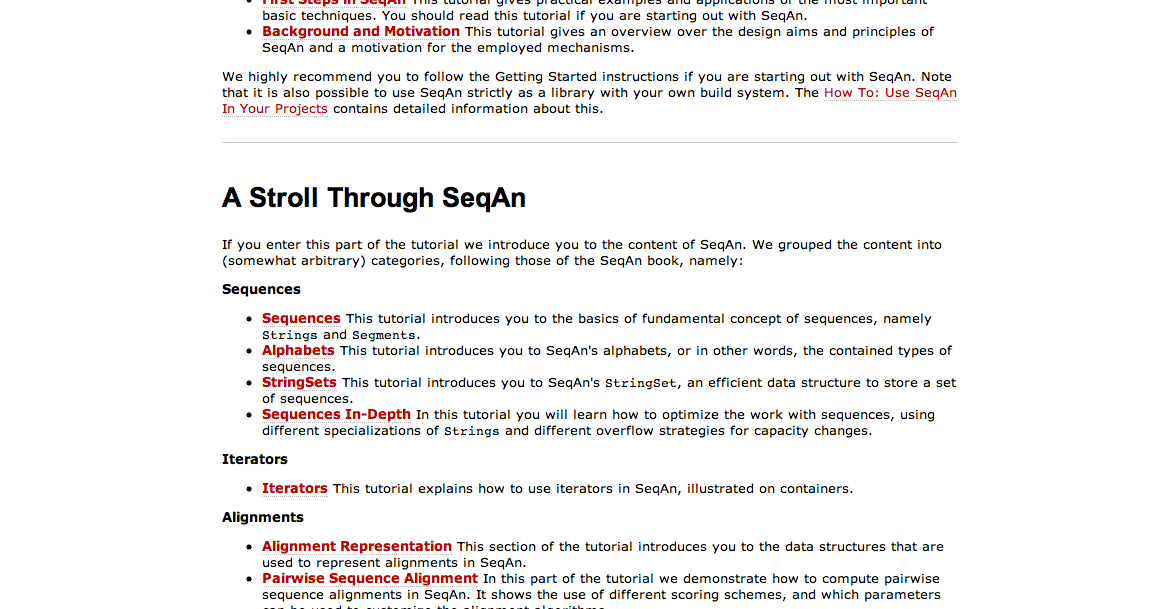 First Steps in SeqAn This tutorial gives practical examples and applications of the most important
basic techniques. You should read this tutorial if you are starting out with SeqAn.
Background and Motivation This tutorial gives an overview over the design aims and principles of
SeqAn and a motivation for the employed mechanisms.
We highly recommend you to follow the Getting Started instructions if you are starting out with SeqAn. Note
that it is also possible to use SeqAn strictly as a library with your own build system. The How To: Use SeqAn
In Your Projects contains detailed information about this.
A Stroll Through SeqAn
If you enter this part of the tutorial we introduce you to the content of SeqAn. We grouped the content into
(somewhat arbitrary) categories, following those of the SeqAn book, namely:
Sequences
Sequences This tutorial introduces you to the basics of fundamental concept of sequences, namely
Strings and Segments.
Alphabets This tutorial introduces you to SeqAn's alphabets, or in other words, the contained types of
sequences.
StringSets This tutorial introduces you to SeqAn's StringSet, an efficient data structure to store a set
of sequences.
Sequences In-Depth In this tutorial you will learn how to optimize the work with sequences, using
different specializations of Strings and different overflow strategies for capacity changes.
Iterators
Iterators This tutorial explains how to use iterators in SeqAn, illustrated on containers.
Alignments
Alignment Representation This section of the tutorial introduces you to the data structures that are
used to represent alignments in SeqAn.
Pairwise Sequence Alignment In this part of the tutorial we demonstrate how to compute pairwise
sequence alignments in SeqAn. It shows the use of different scoring schemes, and which parameters
can be used to customize the alignment algorithms.